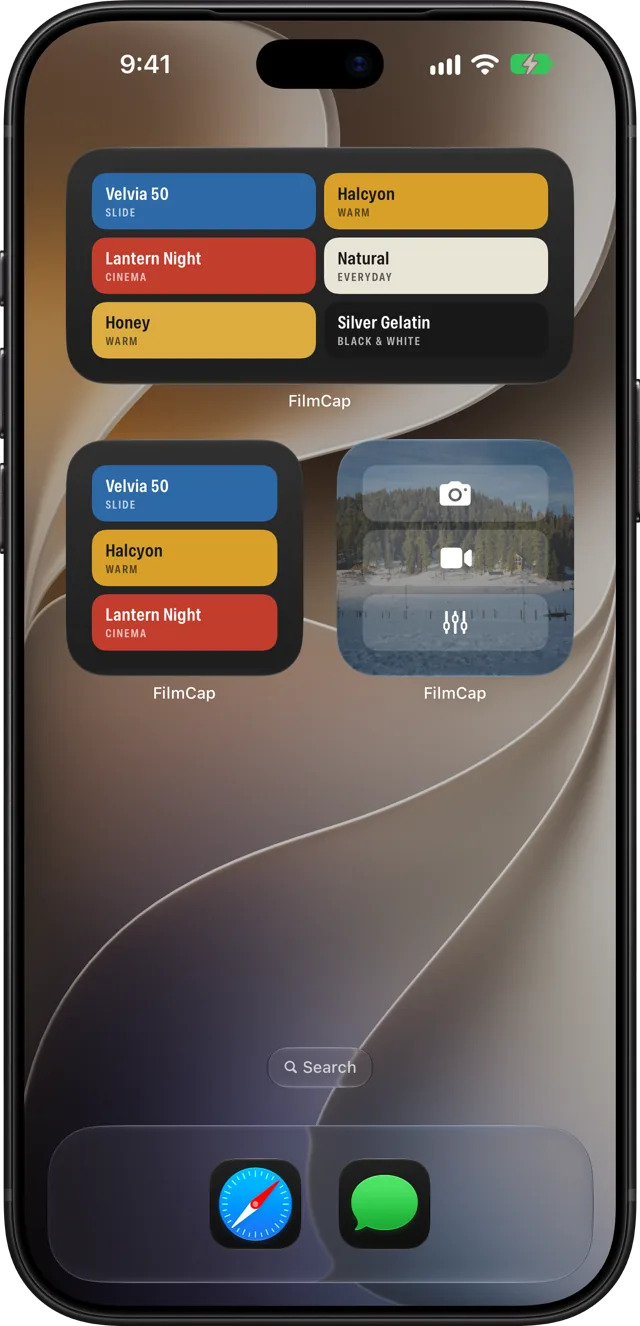 9:41
Velvia 50
SLIDE
Halcyon
WARM
Lantern Night
CINEMA
Natural
EVERYDAY
Honey
WARM
Silver Gelatin
BLACK & WHITE
FilmCap
Velvia 50
SLIDE
Halcyon
WARM
Lantern Night
CINEMA
FilmCap
FilmCap
Search